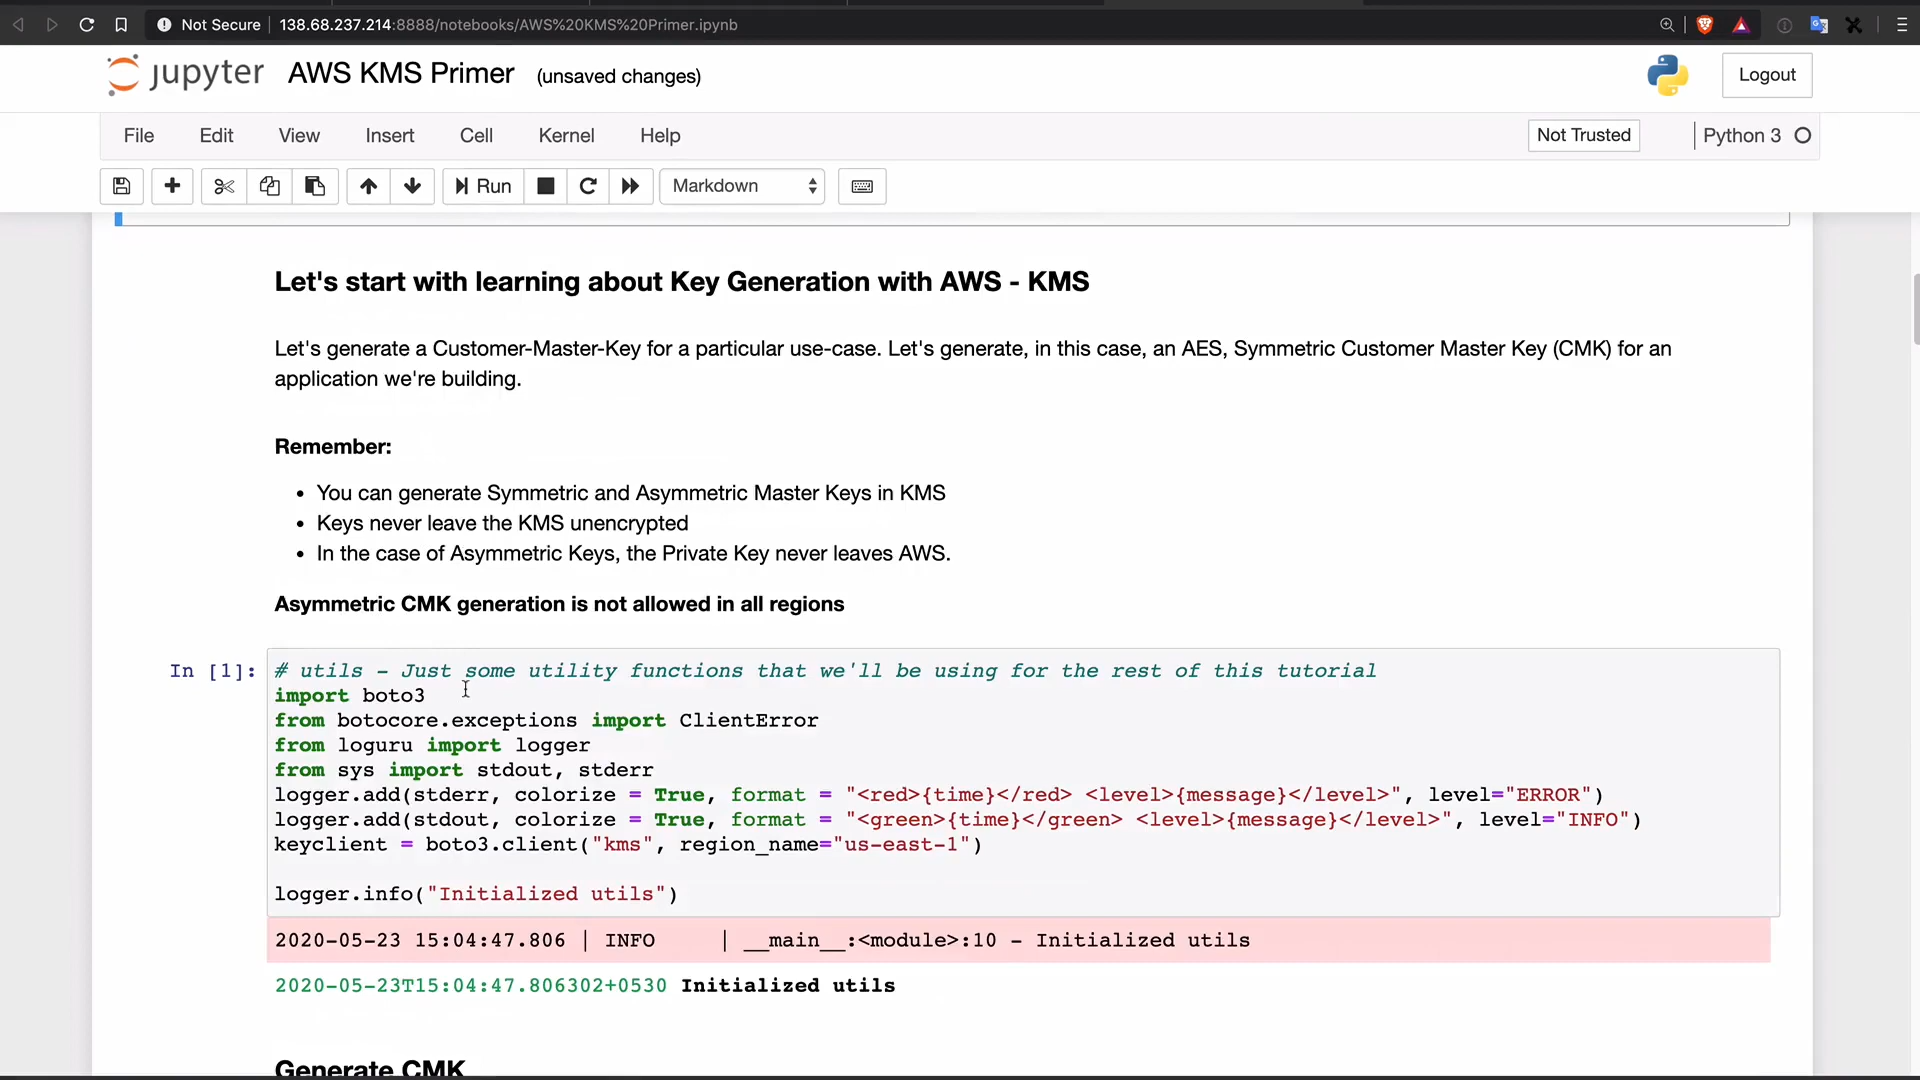 Not Secure 138.68.237.214:8888/notebooks/AWS%20KMS%20Primer.ipynb
jupyter AWS KMS Primer (unsaved changes) Logout
File Edit View Insert Cell Kernel Help Not Trusted Python 3
Run Markdown
Let's start with learning about Key Generation with AWS - KMS
Let's generate a Customer-Master-Key for a particular use-case. Let's generate, in this case, an AES, Symmetric Customer Master Key (CMK) for an
application we're building.
Remember:
• You can generate Symmetric and Asymmetric Master Keys in KMS
• Keys never leave the KMS unencrypted
• In the case of Asymmetric Keys, the Private Key never leaves AWS.
Asymmetric CMK generation is not allowed in all regions
In [1]: # utils - Just some utility functions that we'll be using for the rest of this tutorial
import boto3
from botocore.exceptions import ClientError
from loguru import logger
from sys import stdout, stderr
logger.add(stderr, colorize = True, format = "<red>{time}</red> <level>{message}</level>", level="ERROR")
logger.add(stdout, colorize = True, format = "<green>{time}</green> <level>{message}</level>", level="INFO")
keyclient = boto3.client("kms", region_name="us-east-1")
logger.info("Initialized utils")
2020-05-23 15:04:47.806 | INFO     | __main__:<module>:10 - Initialized utils
2020-05-23T15:04:47.806302+0530 Initialized utils
Generate CMK